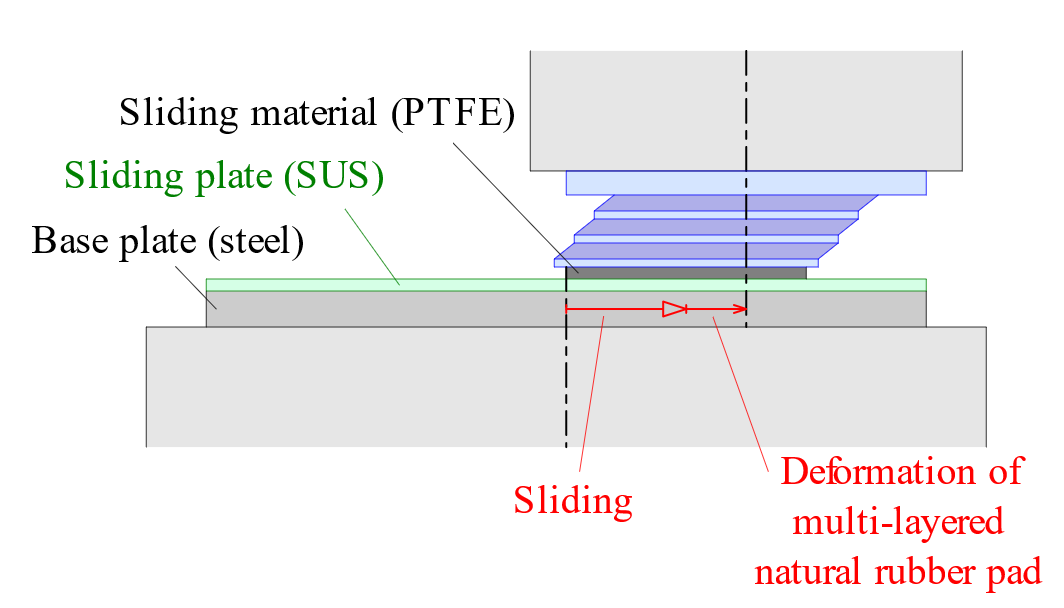 Sliding material (PTFE)
Sliding plate (SUS)
Base plate (steel)
Sliding
Deformation of
multi-layered
natural rubber pad